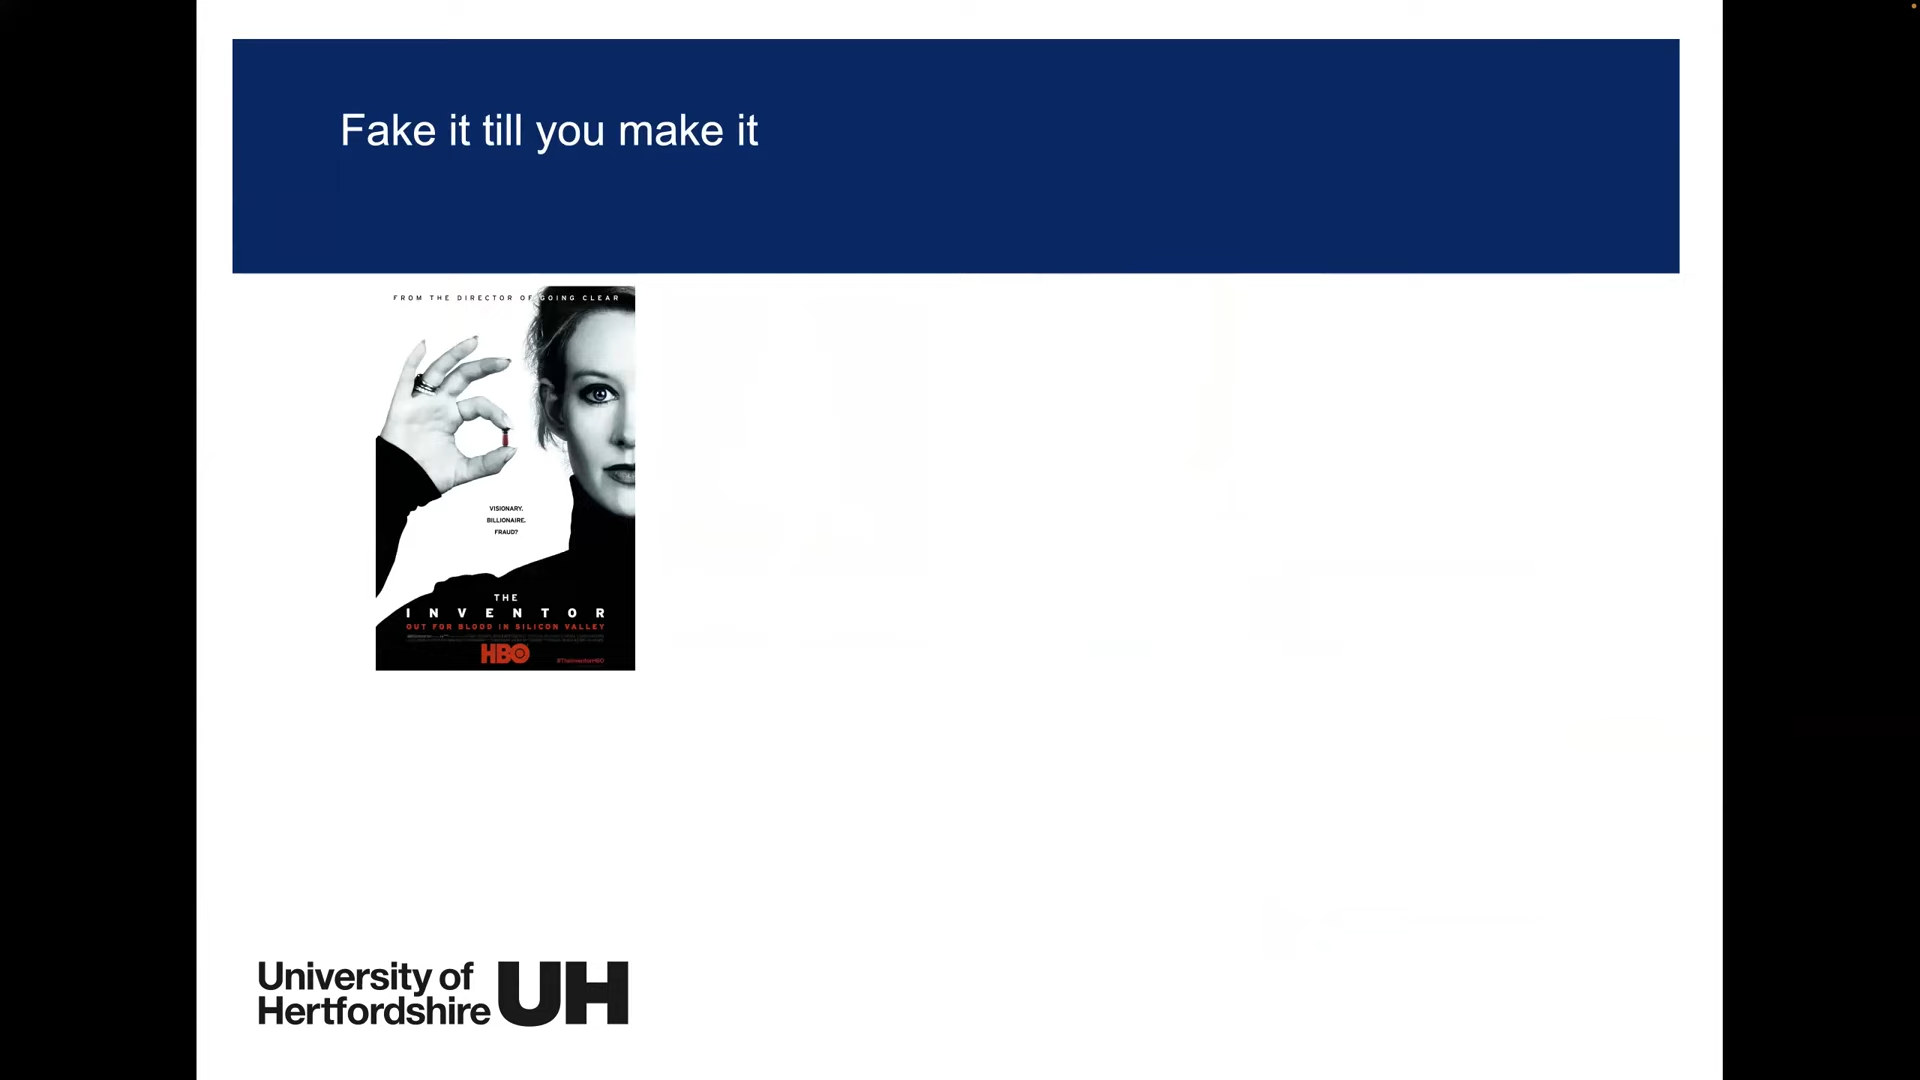 Fake it till you make it
FROM THE DIRECTOR OF GOING CLEAR
VISIONARY.
BILLIONAIRE.
FRAUD?
THE
INVENTOR
OUT FOR BLOOD IN SILICON VALLEY
HBO
#TheInventorHBO
University of
Hertfordshire
UH